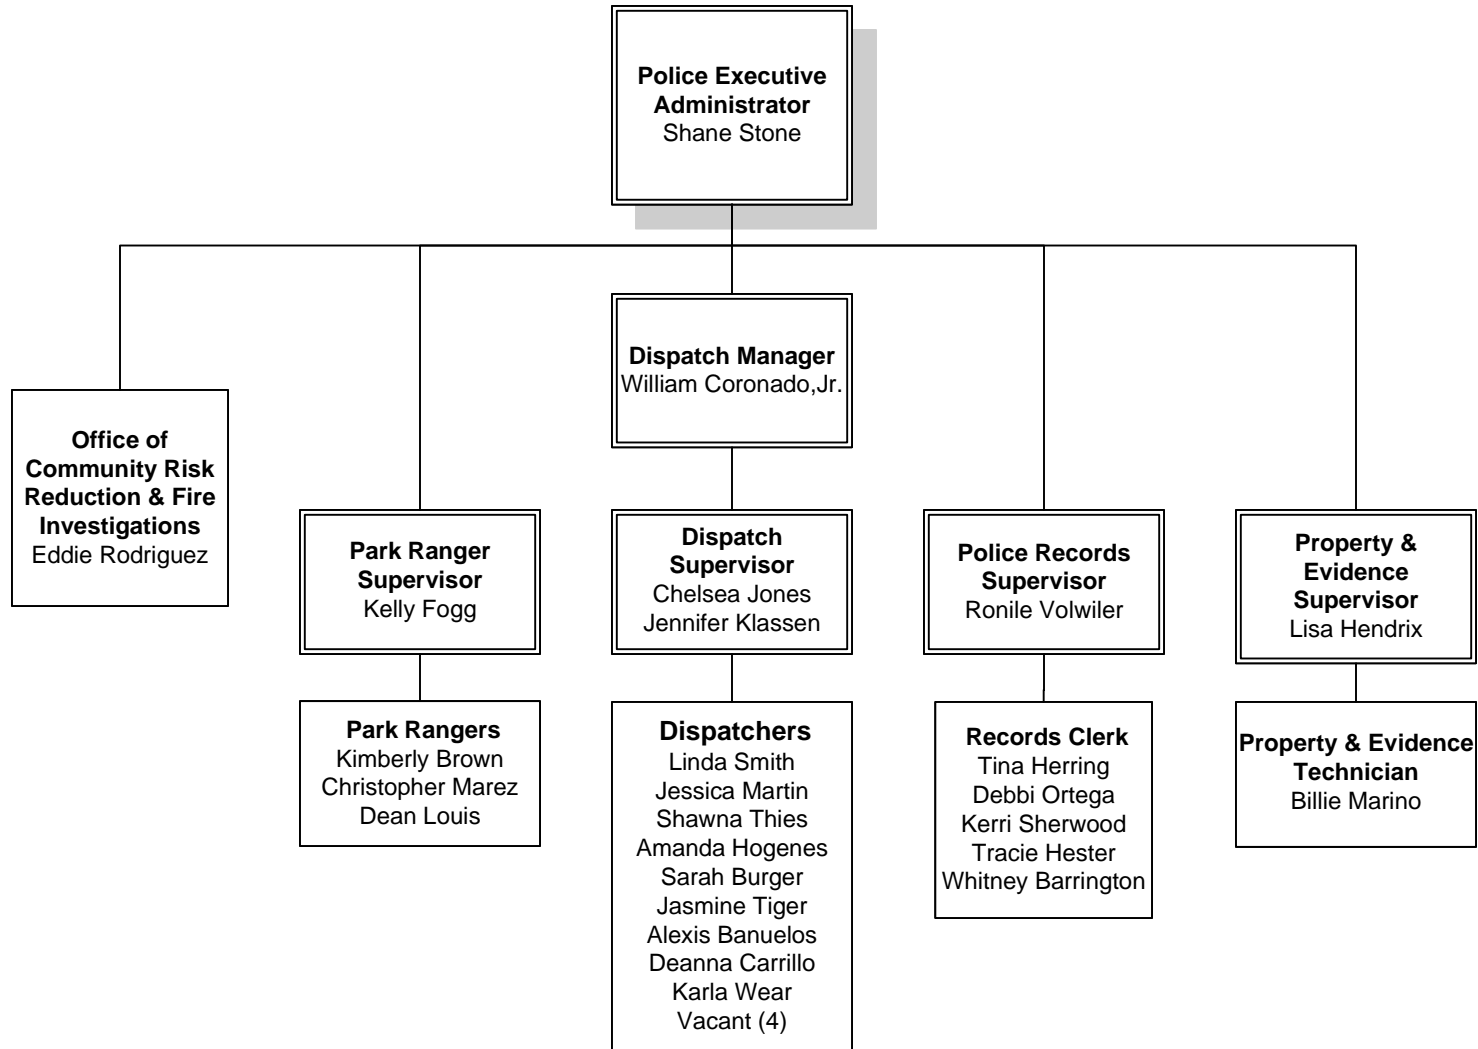 Police Executive
Administrator
Shane Stone
Dispatch Manager
William Coronado,Jr.
Office of
Community Risk
Reduction & Fire
Investigations
Eddie Rodriguez
Park Ranger
Supervisor
Kelly Fogg
Dispatch
Supervisor
Chelsea Jones
Jennifer Klassen
Police Records
Supervisor
Ronile Volwiler
Property &
Evidence
Supervisor
Lisa Hendrix
Park Rangers
Kimberly Brown
Christopher Marez
Dean Louis
Dispatchers
Linda Smith
Jessica Martin
Shawna Thies
Amanda Hogenes
Sarah Burger
Jasmine Tiger
Alexis Banuelos
Deanna Carrillo
Karla Wear
Vacant (4)
Records Clerk
Tina Herring
Debbi Ortega
Kerri Sherwood
Tracie Hester
Whitney Barrington
Property & Evidence
Technician
Billie Marino